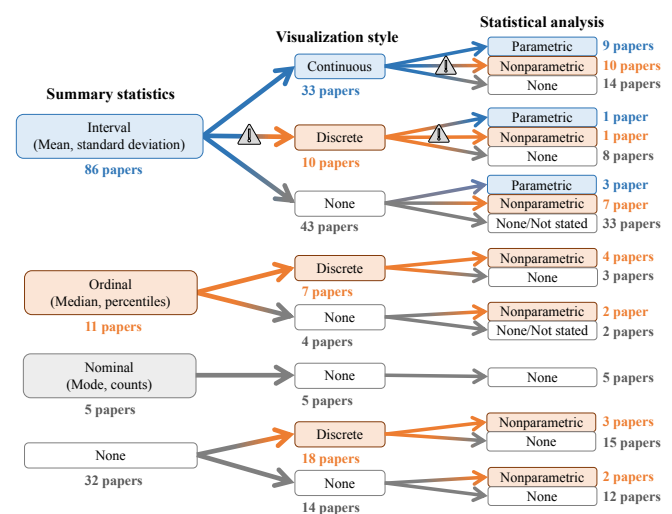 Summary statistics
Visualization style
Statistical analysis
Interval
(Mean, standard deviation)
86 papers
Continuous
33 papers
Parametric 9 papers
Nonparametric 10 papers
None 14 papers
Discrete
10 papers
Parametric 1 paper
Nonparametric 1 paper
None 8 papers
None
43 papers
Parametric 3 paper
Nonparametric 7 paper
None/Not stated 33 papers
Ordinal
(Median, percentiles)
11 papers
Discrete
7 papers
Nonparametric 4 papers
None 3 papers
None
4 papers
Nonparametric 2 paper
None/Not stated 2 papers
Nominal
(Mode, counts)
5 papers
None
5 papers
None 5 papers
None
32 papers
Discrete
18 papers
Nonparametric 3 papers
None 15 papers
None
14 papers
Nonparametric 2 papers
None 12 papers